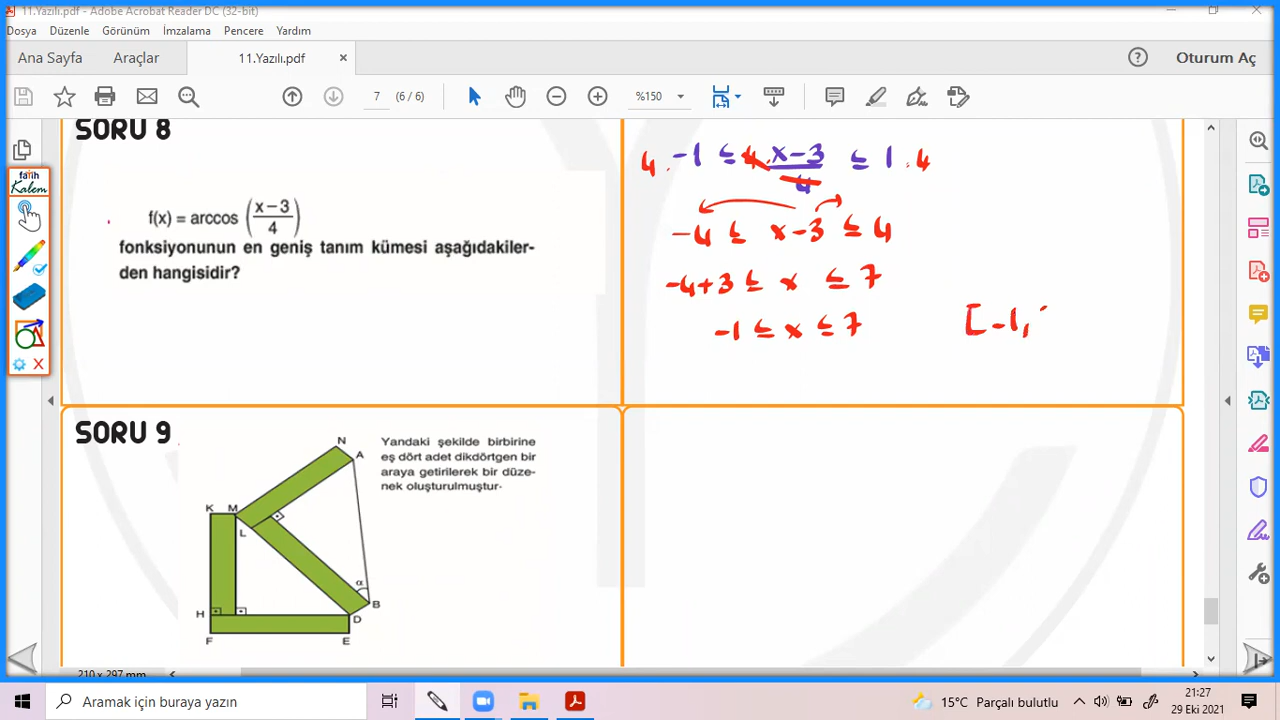 11.Yazılı.pdf - Adobe Acrobat Reader DC (32-bit)
Dosya Düzenle Görünüm İmzalama Pencere Yardım
Ana Sayfa Araçlar 11.Yazılı.pdf × ? Oturum Aç
7 (6 / 6) %150
SORU 8
fatih
Kalem
f(x) = arccos (x-3/4)
fonksiyonunun en geniş tanım kümesi aşağıdakiler-
den hangisidir?
4. -1 ≤ 4. x-3/4 ≤ 1 .4
-4 ≤ x-3 ≤ 4
-4+3 ≤ x ≤ 7
-1 ≤ x ≤ 7 [-1,
SORU 9
Yandaki şekilde birbirine
eş dört adet dikdörtgen bir
araya getirilerek bir düze-
nek oluşturulmuştur.
N
A
K M
L
α
B
H
D
F E
210 x 297 mm
Aramak için buraya yazın
15°C Parçalı bulutlu
21:27
29 Eki 2021